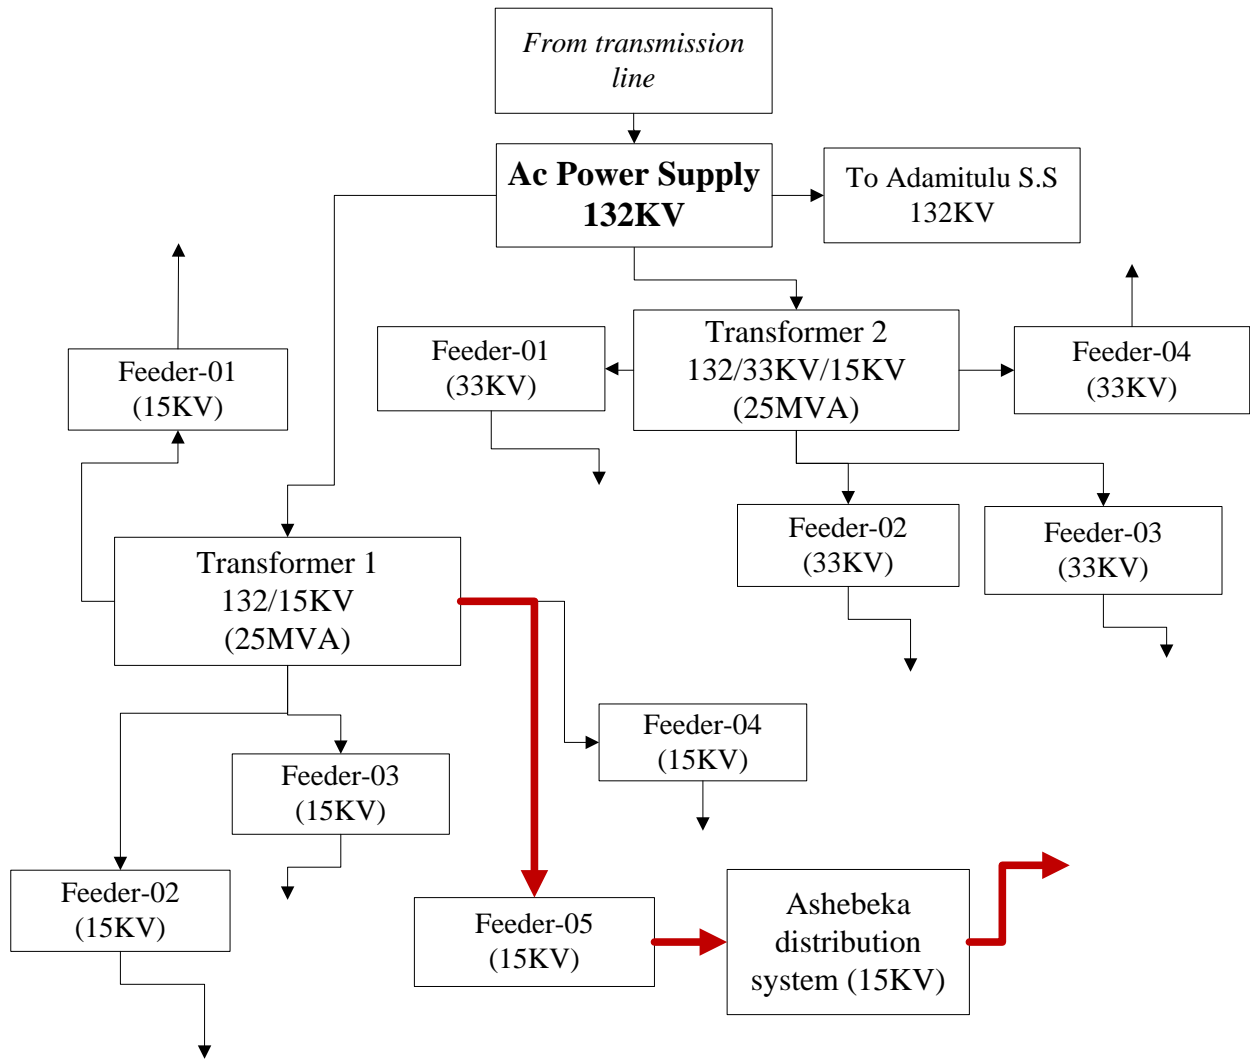 From transmission
line
Ac Power Supply
132KV
To Adamitulu S.S
132KV
Feeder-01
(15KV)
Feeder-01
(33KV)
Transformer 2
132/33KV/15KV
(25MVA)
Feeder-04
(33KV)
Feeder-02
(33KV)
Feeder-03
(33KV)
Transformer 1
132/15KV
(25MVA)
Feeder-04
(15KV)
Feeder-03
(15KV)
Feeder-02
(15KV)
Feeder-05
(15KV)
Ashebeka
distribution
system (15KV)